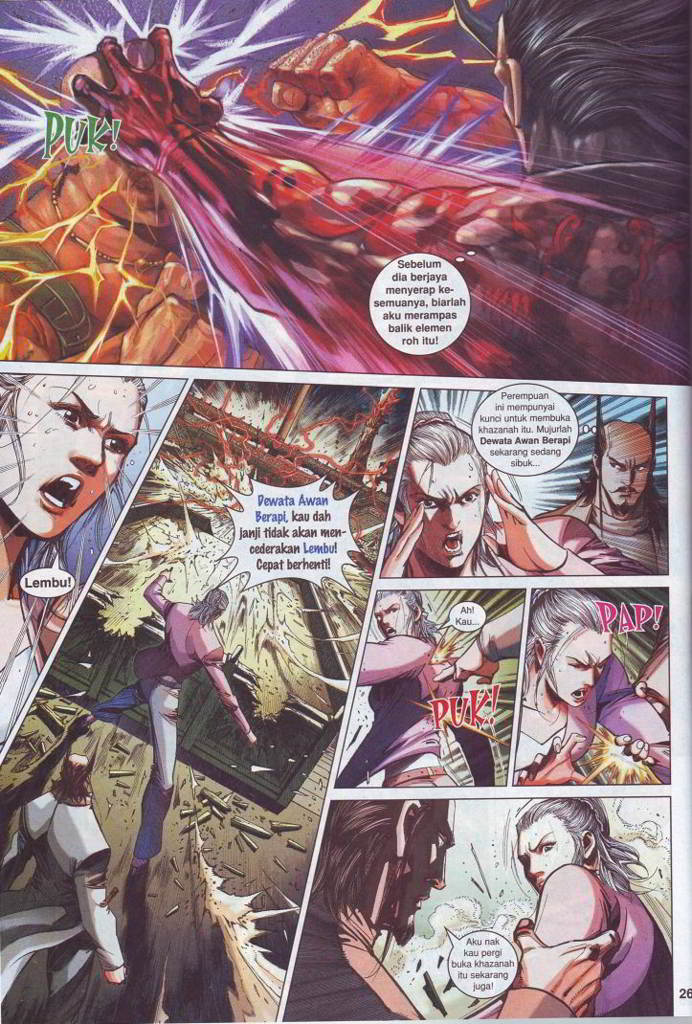 PUK!
Sebelum
dia berjaya
menyerap ke-
semuanya, biarlah
aku merampas
balik elemen
roh itu!
Lembu!
Dewata Awan
Berapi, kau dah
janji tidak akan men-
cederakan Lembu!
Cepat berhenti!
Perempuan
ini mempunyai
kunci untuk membuka
khazanah itu. Mujurlah
Dewata Awan Berapi
sekarang sedang
sibuk...
Ah!
Kau...
PUK!
PAP!
Aku nak
kau pergi
buka khazanah
itu sekarang
juga!
26